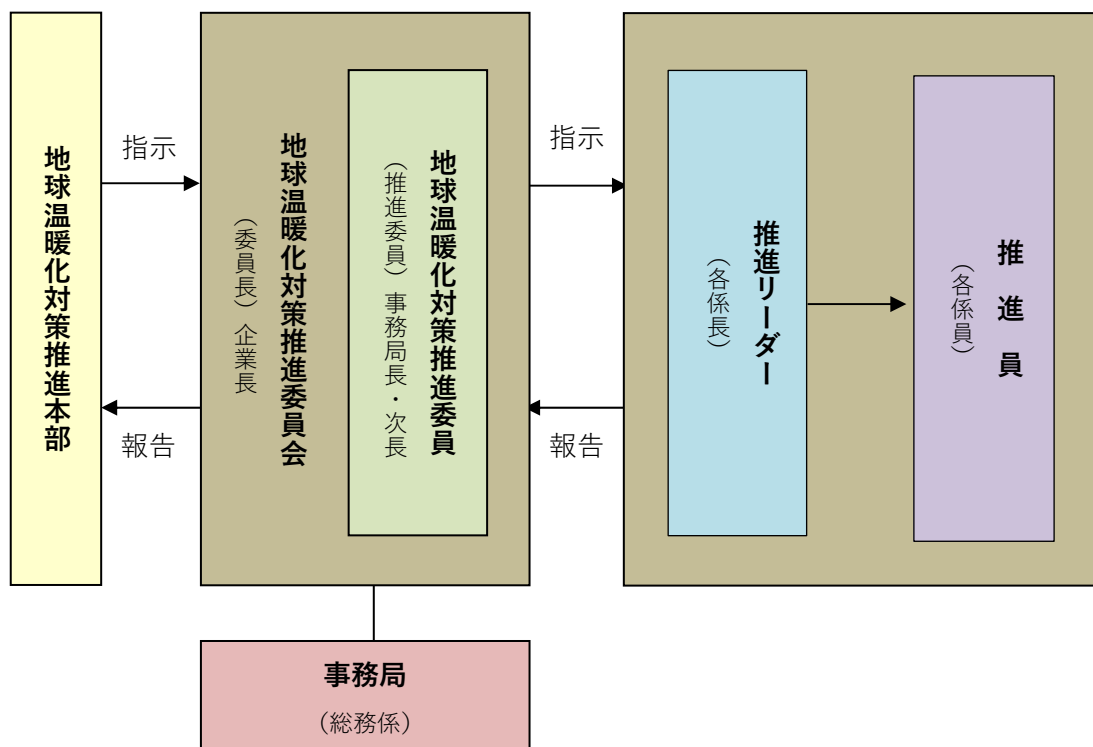 地球温暖化対策推進本部
指示
報告
地球温暖化対策推進委員会
（委員長）企業長
地球温暖化対策推進委員
（推進委員）事務局長・次長
指示
報告
推進リーダー
（各係長）
推進員
（各係員）
事務局
（総務係）